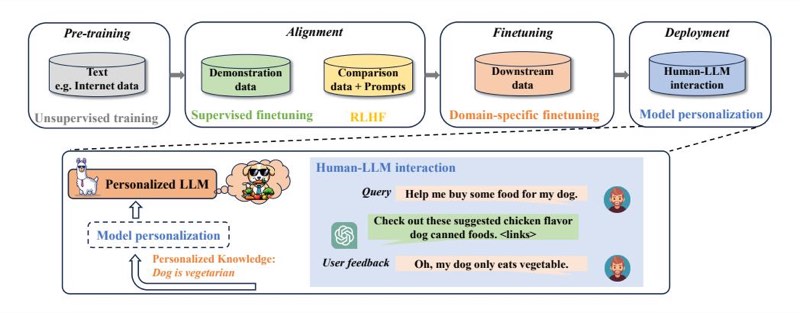 Pre-training
Alignment
Finetuning
Deployment
Text
e.g. Internet data
Unsupervised training
Demonstration
data
Supervised finetuning
Comparison
data + Prompts
RLHF
Downstream
data
Domain-specific finetuning
Human-LLM
interaction
Model personalization
Personalized LLM
Model personalization
Personalized Knowledge:
Dog is vegetarian
Human-LLM interaction
Query
Help me buy some food for my dog.
Check out these suggested chicken flavor
dog canned foods. <links>
User feedback
Oh, my dog only eats vegetable.